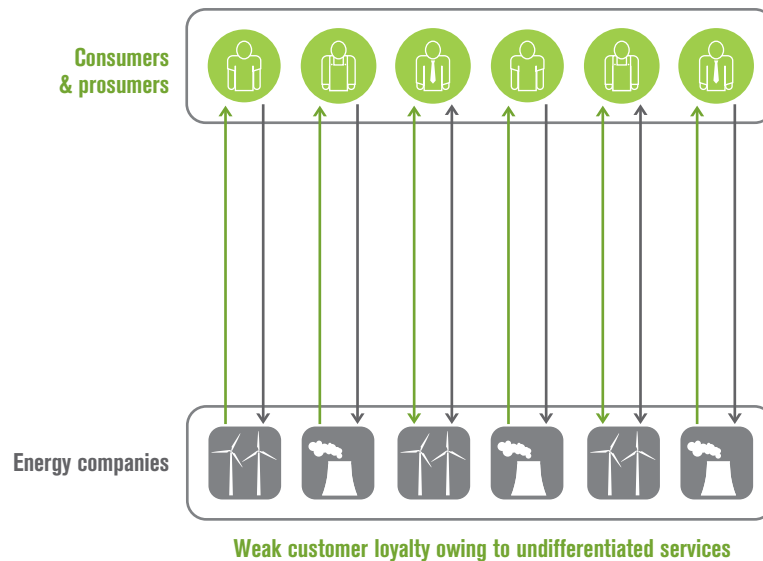 Consumers
& prosumers
Energy companies
Weak customer loyalty owing to undifferentiated services